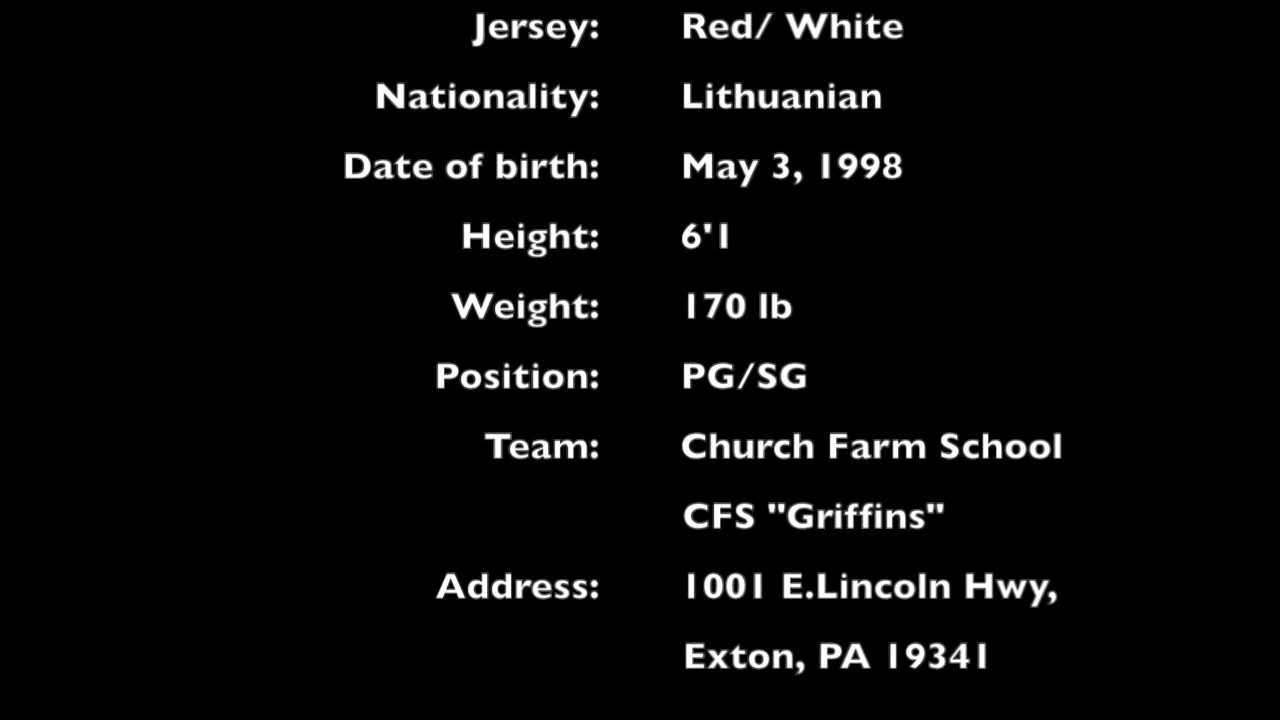 Jersey: Red/ White
Nationality: Lithuanian
Date of birth: May 3, 1998
Height: 6'1
Weight: 170 lb
Position: PG/SG
Team: Church Farm School
CFS "Griffins"
Address: 1001 E.Lincoln Hwy,
Exton, PA 19341